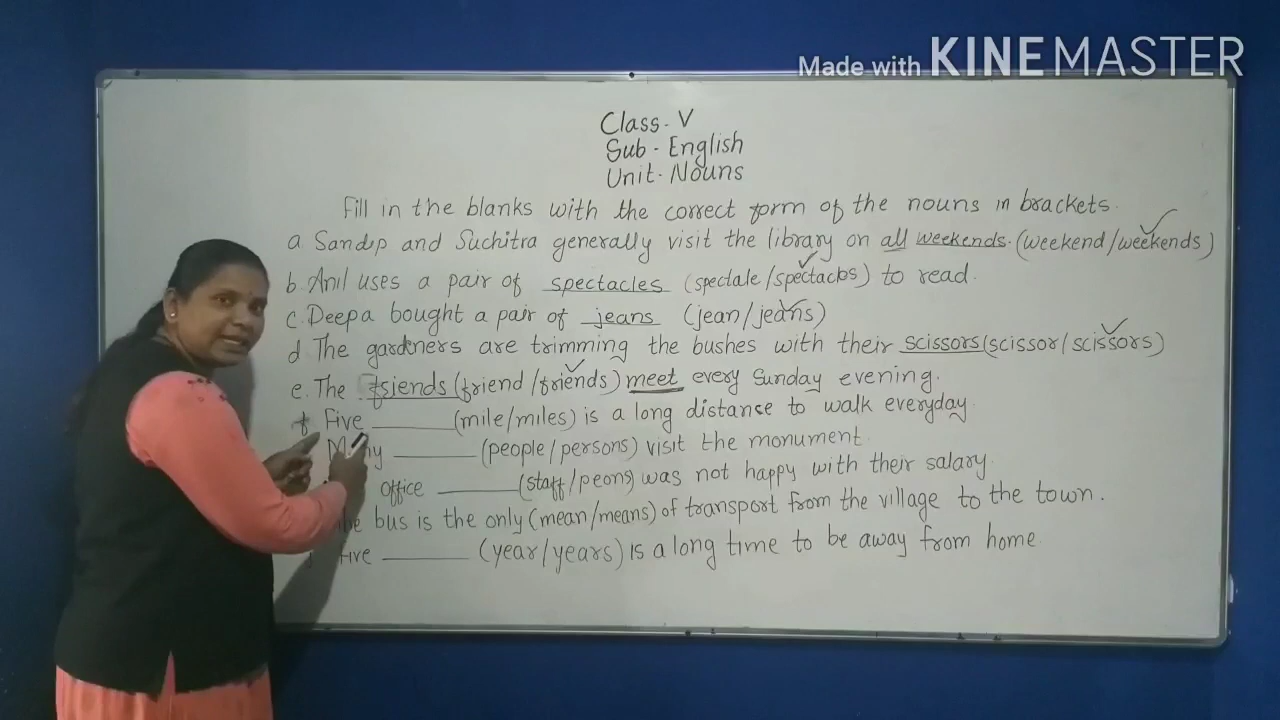 Made with KINEMASTER
Class- V
Sub - English
Unit- Nouns
Fill in the blanks with the correct form of the nouns in brackets.
a Sandip and Suchitra generally visit the library on all weekends. (weekend/weekends)
b. Anil uses a pair of spectacles (spectale/spectacles) to read.
c. Deepa bought a pair of jeans (jean/jeans)
d The gardners are trimming the bushes with their scissors (scissor/scissors)
e. The friends (friend/friends) meet every Sunday evening.
f Five ______ (mile/miles) is a long distance to walk everyday.
Many ______ (people/persons) visit the monument.
office ______ (staff/peons) was not happy with their salary.
bus is the only (mean/means) of transport from the village to the town.
Five ______ (year/years) is a long time to be away from home.